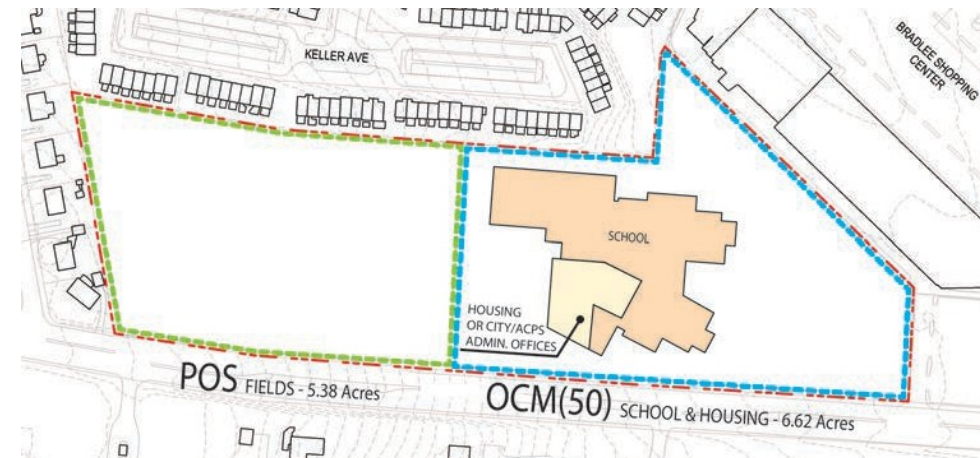 KELLER AVE
BRADLEE SHOPPING
CENTER
SCHOOL
HOUSING
OR CITY/ACPS
ADMIN. OFFICES
POS FIELDS - 5.38 Acres
OCM(50) SCHOOL & HOUSING - 6.62 Acres